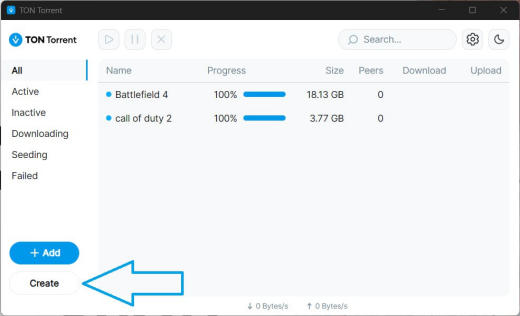 TON Torrent
TON Torrent
Search...
All
Active
Inactive
Downloading
Seeding
Failed
Name Progress Size Peers Download Upload
Battlefield 4 100% 18.13 GB 0
call of duty 2 100% 3.77 GB 0
+ Add
Create
↓ 0 Bytes/s ↑ 0 Bytes/s